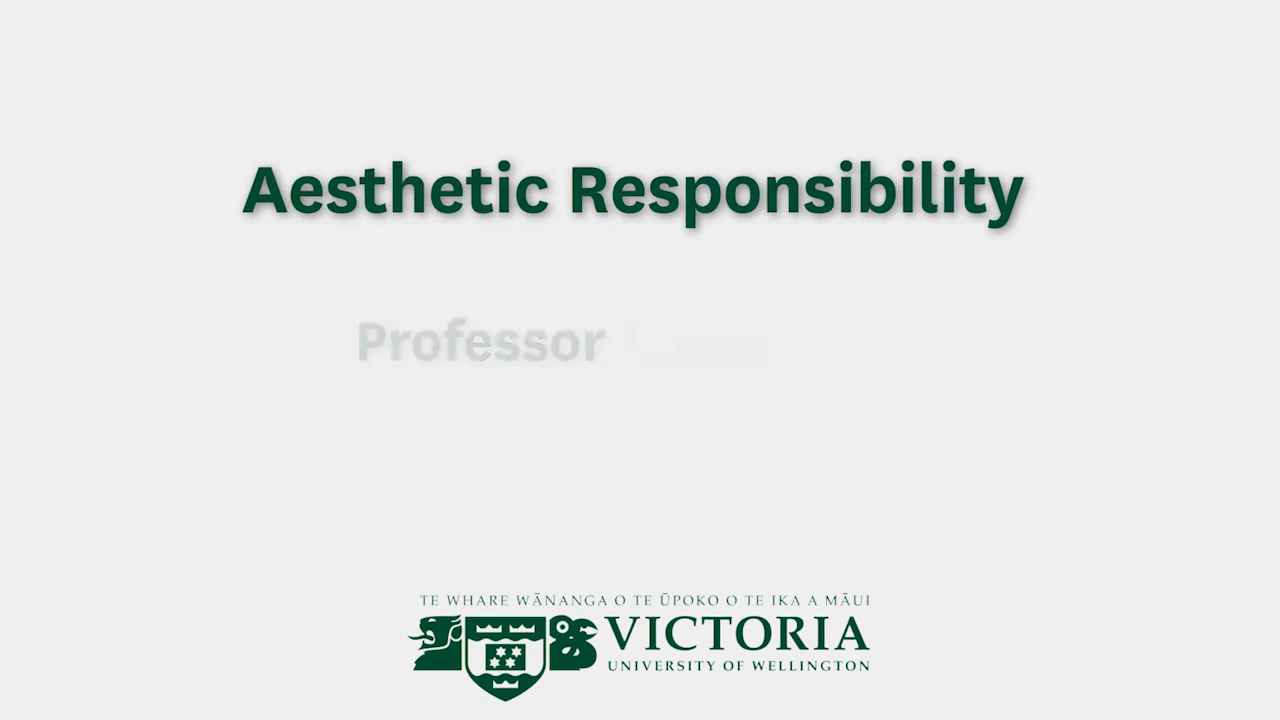 Aesthetic Responsibility
Professor
TE WHARE WĀNANGA O TE ŪPOKO O TE IKA A MĀUI
VICTORIA
UNIVERSITY OF WELLINGTON